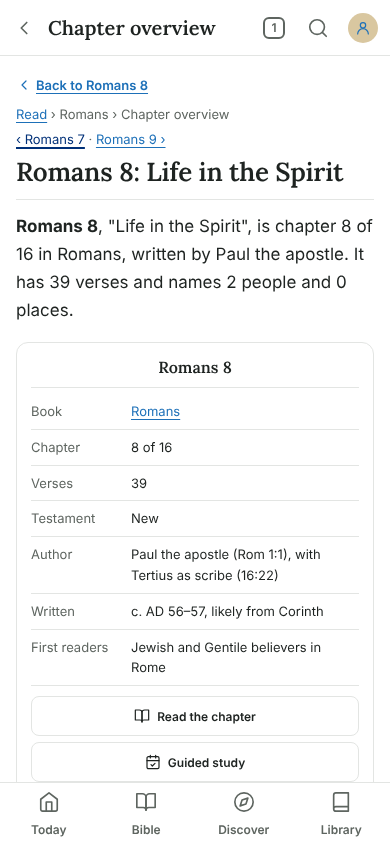 Chapter overview
1
Back to Romans 8
Read › Romans › Chapter overview
‹ Romans 7 · Romans 9 ›
Romans 8: Life in the Spirit
Romans 8, "Life in the Spirit", is chapter 8 of
16 in Romans, written by Paul the apostle. It
has 39 verses and names 2 people and 0
places.
Romans 8
Book Romans
Chapter 8 of 16
Verses 39
Testament New
Author Paul the apostle (Rom 1:1), with
Tertius as scribe (16:22)
Written c. AD 56–57, likely from Corinth
First readers Jewish and Gentile believers in
Rome
Read the chapter
Guided study
Today Bible Discover Library